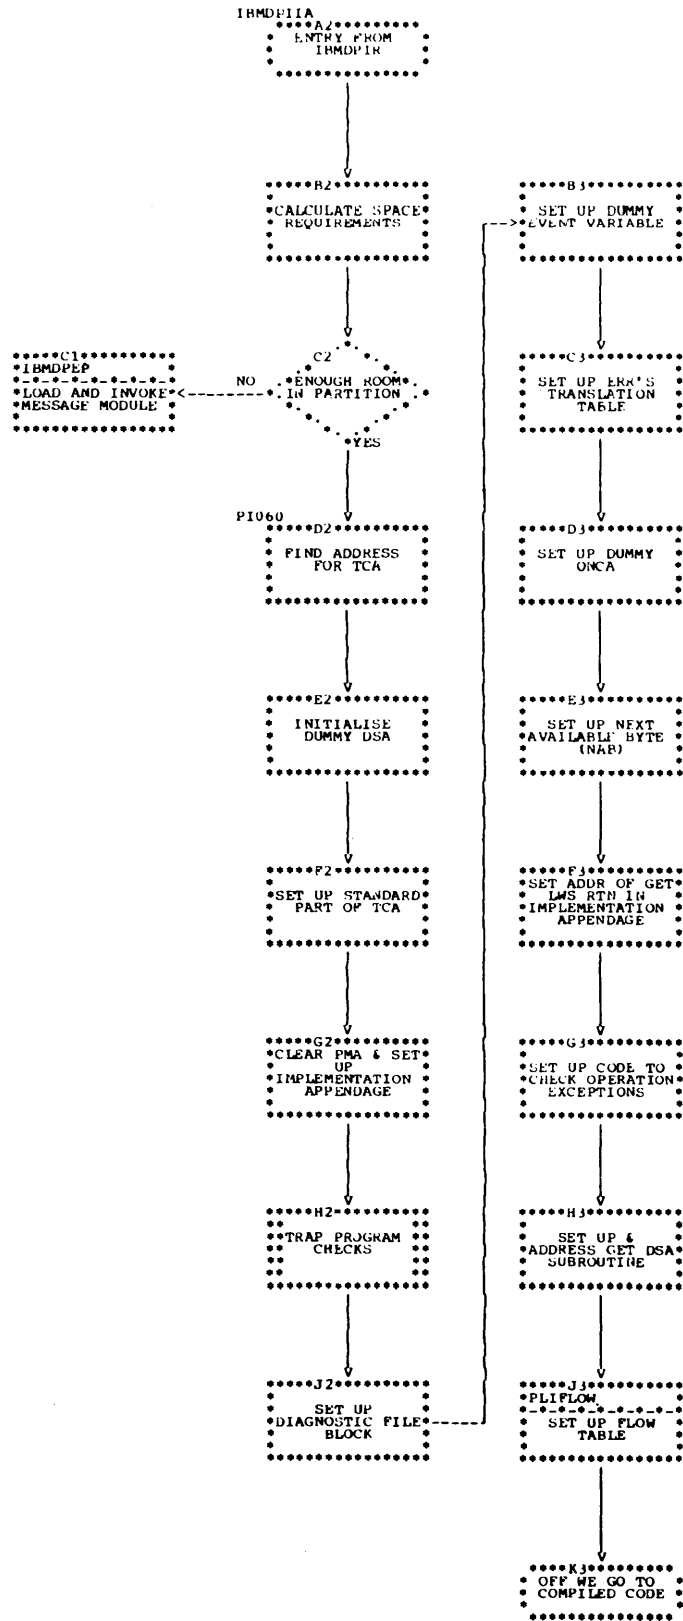 IBMDPIIA
A2
ENTRY FROM
IBMDPIR
B2
CALCULATE SPACE
REQUIREMENTS
C1
IBMDPEP
LOAD AND INVOKE
MESSAGE MODULE
NO
C2
ENOUGH ROOM
IN PARTITION
YES
PI060
D2
FIND ADDRESS
FOR TCA
E2
INITIALISE
DUMMY DSA
F2
SET UP STANDARD
PART OF TCA
G2
CLEAR PMA & SET
UP
IMPLEMENTATION
APPENDAGE
H2
TRAP PROGRAM
CHECKS
J2
SET UP
DIAGNOSTIC FILE
BLOCK
B3
SET UP DUMMY
EVENT VARIABLE
C3
SET UP ERR'S
TRANSLATION
TABLE
D3
SET UP DUMMY
ONCA
E3
SET UP NEXT
AVAILABLE BYTE
(NAB)
F3
SET ADDR OF GET
LWS RTN IN
IMPLEMENTATION
APPENDAGE
G3
SET UP CODE TO
CHECK OPERATION
EXCEPTIONS
H3
SET UP &
ADDRESS GET DSA
SUBROUTINE
J3
PLIFLOW
SET UP FLOW
TABLE
K3
OFF WE GO TO
COMPILED CODE